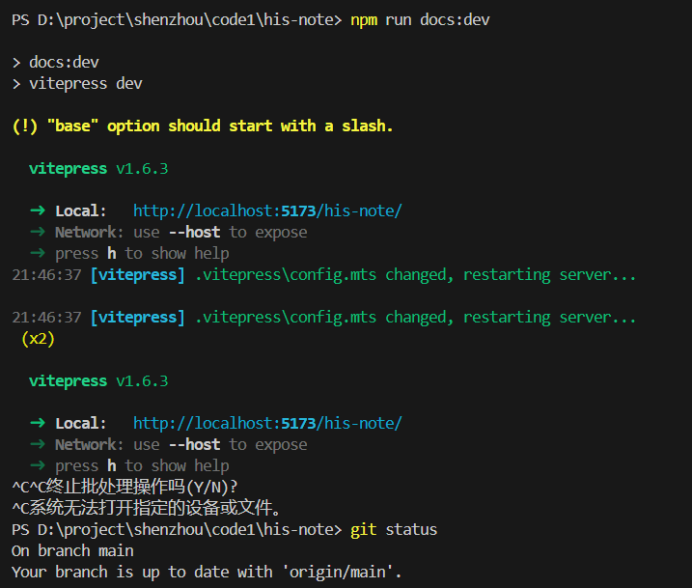 PS D:\project\shenzhou\code1\his-note> npm run docs:dev
> docs:dev
> vitepress dev
(!) "base" option should start with a slash.
vitepress v1.6.3
➜ Local: http://localhost:5173/his-note/
➜ Network: use --host to expose
➜ press h to show help
21:46:37 [vitepress] .vitepress\config.mts changed, restarting server...
21:46:37 [vitepress] .vitepress\config.mts changed, restarting server...
(x2)
vitepress v1.6.3
➜ Local: http://localhost:5173/his-note/
➜ Network: use --host to expose
➜ press h to show help
^C^C终止批处理操作吗(Y/N)?
^C系统无法打开指定的设备或文件。
PS D:\project\shenzhou\code1\his-note> git status
On branch main
Your branch is up to date with 'origin/main'.